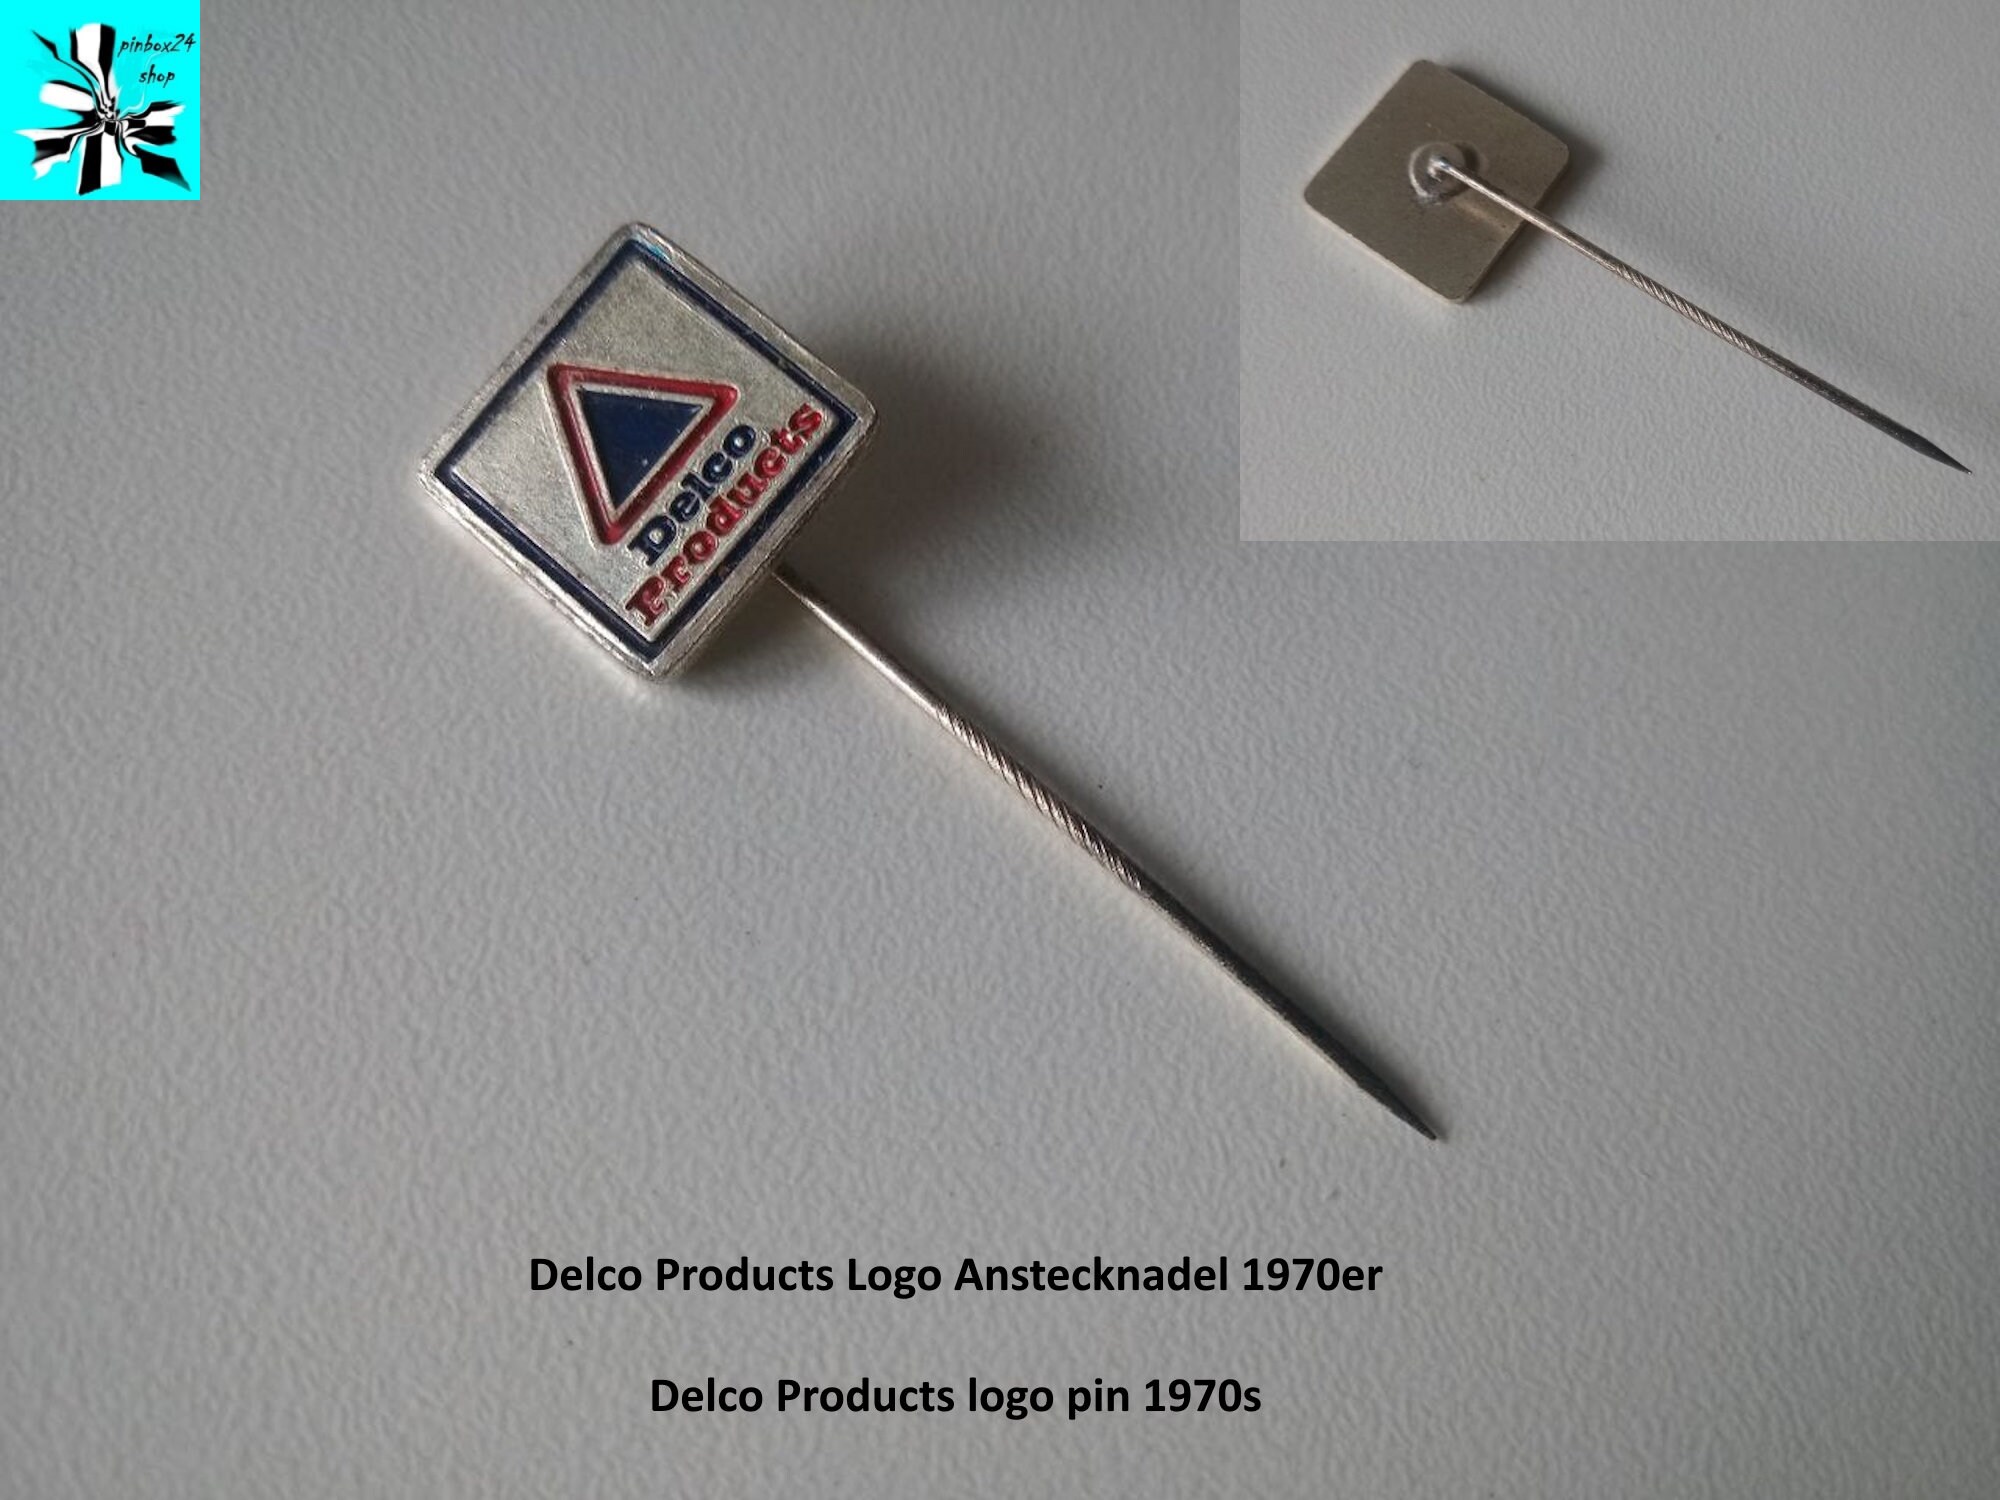 pinbox24
shop
Delco
Products
Delco Products Logo Anstecknadel 1970er
Delco Products logo pin 1970s